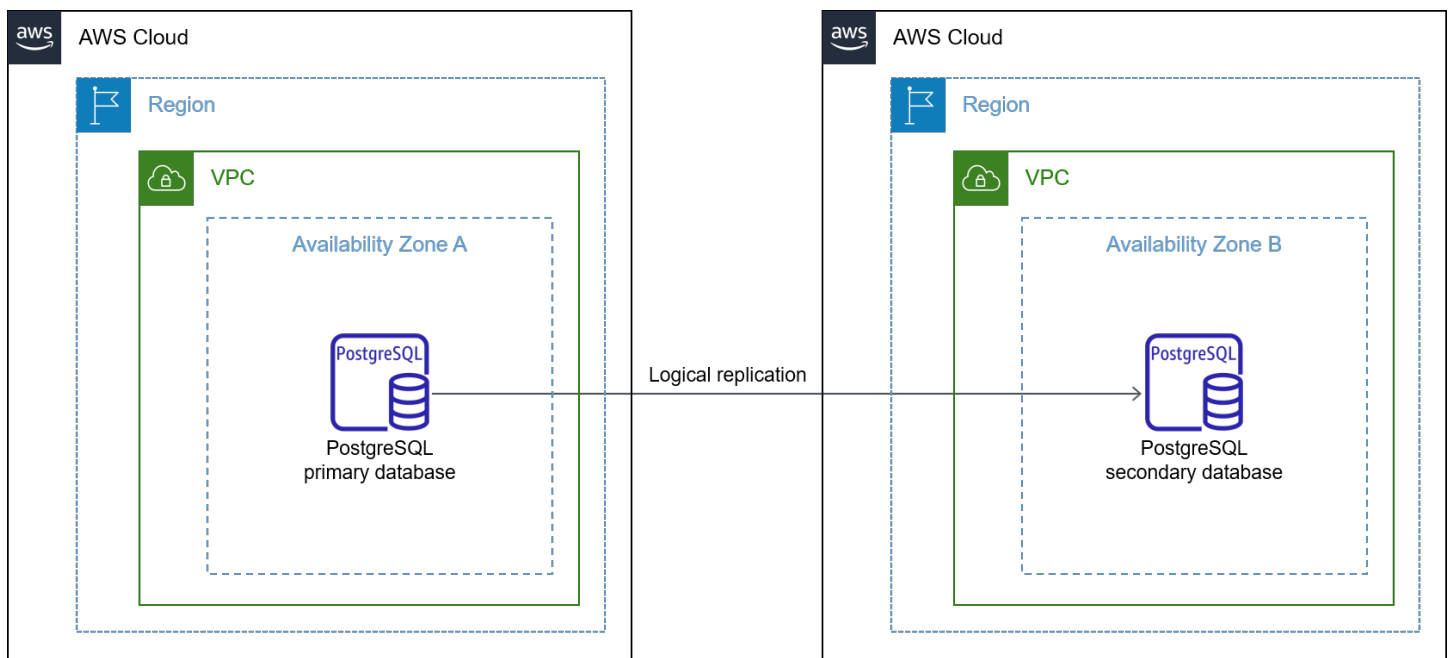 aws
AWS Cloud
Region
VPC
Availability Zone A
PostgreSQL
PostgreSQL
primary database
Logical replication
aws
AWS Cloud
Region
VPC
Availability Zone B
PostgreSQL
PostgreSQL
secondary database